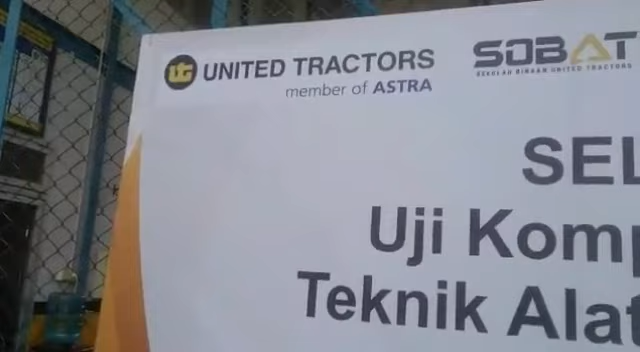 UNITED TRACTORS
member of ASTRA
SOBAT
SEKOLAH BINAAN UNITED TRACTORS
SEL
Uji Komp
Teknik Alat